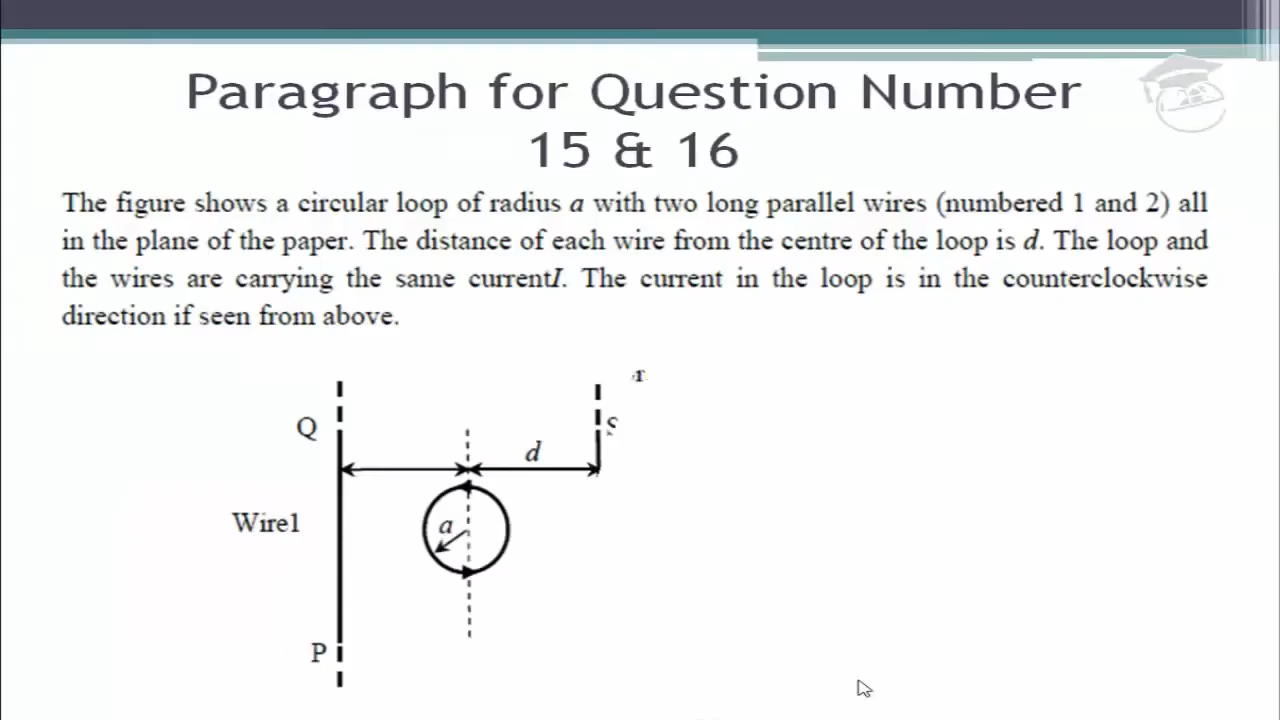 Paragraph for Question Number
15 & 16
The figure shows a circular loop of radius a with two long parallel wires (numbered 1 and 2) all
in the plane of the paper. The distance of each wire from the centre of the loop is d. The loop and
the wires are carrying the same currentI. The current in the loop is in the counterclockwise
direction if seen from above.
Q
S
d
Wire1
a
P